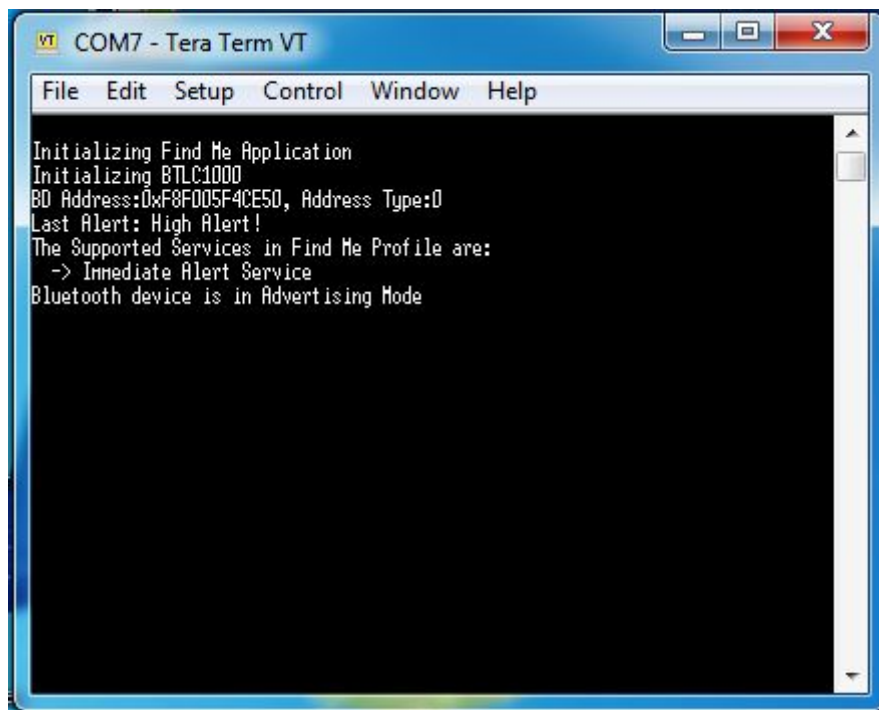 VT COM7 - Tera Term VT
File Edit Setup Control Window Help
Initializing Find Me Application
Initializing BTLC1000
BD Address:0xF8F005F4CE50, Address Type:0
Last Alert: High Alert!
The Supported Services in Find Me Profile are:
-> Immediate Alert Service
Bluetooth device is in Advertising Mode